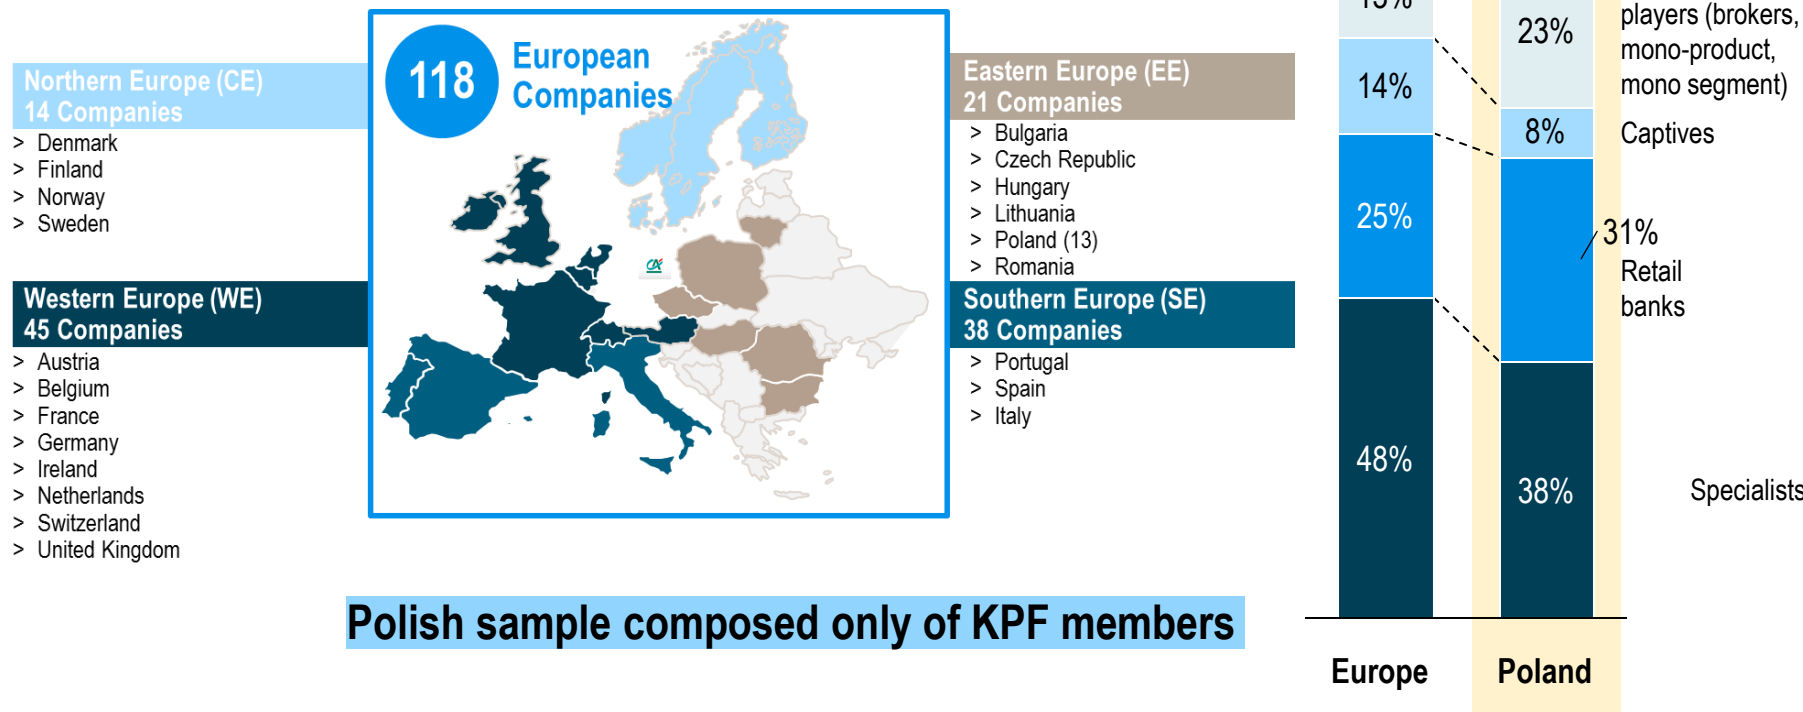 118
European
Companies
Northern Europe (CE)
14 Companies
> Denmark
> Finland
> Norway
> Sweden
Western Europe (WE)
45 Companies
> Austria
> Belgium
> France
> Germany
> Ireland
> Netherlands
> Switzerland
> United Kingdom
CA
Eastern Europe (EE)
21 Companies
> Bulgaria
> Czech Republic
> Hungary
> Lithuania
> Poland (13)
> Romania
Southern Europe (SE)
38 Companies
> Portugal
> Spain
> Italy
Polish sample composed only of KPF members
14%
25%
48%
Europe
23%
8%
31%
38%
Poland
players (brokers,
mono-product,
mono segment)
Captives
Retail
banks
Specialists